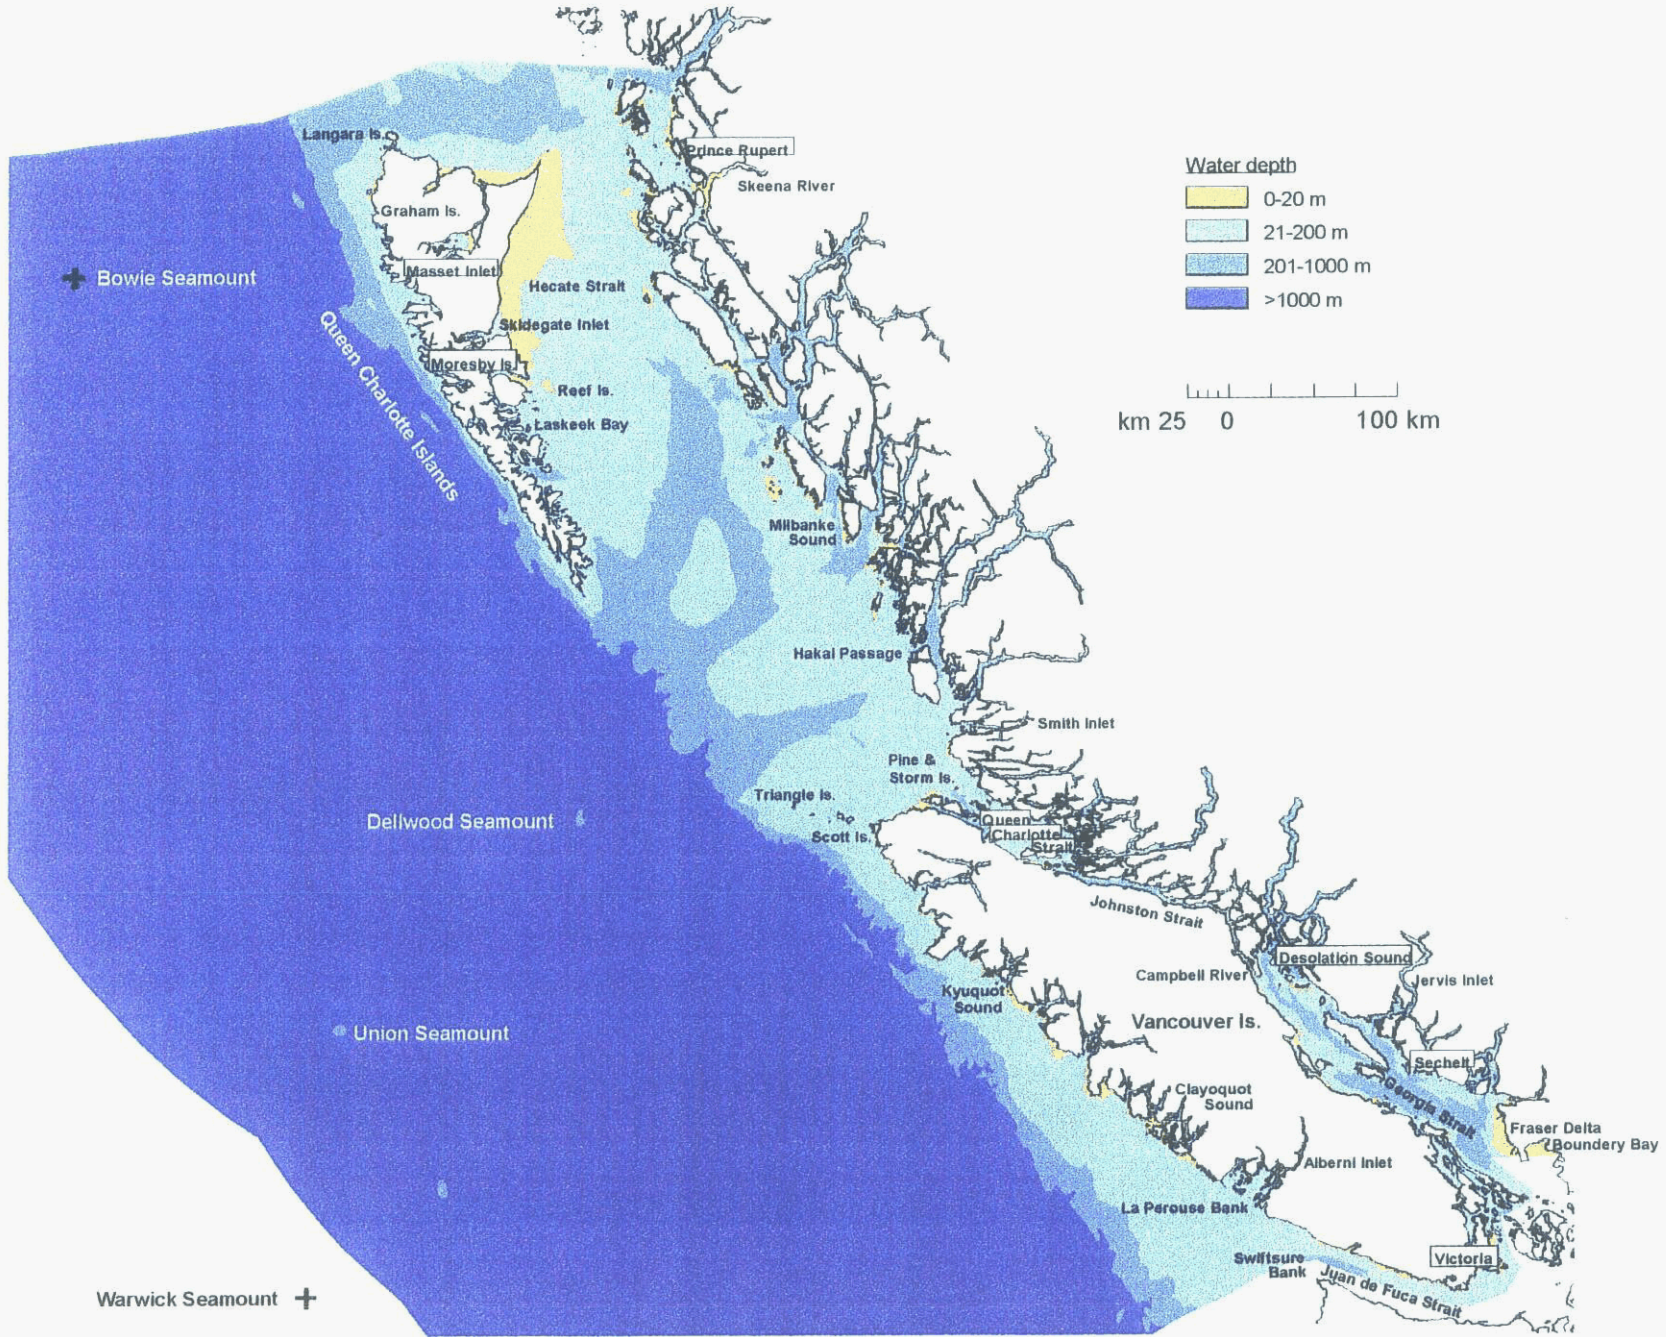 Langara Is.
Prince Rupert
Skeena River
Graham Is.
Masset Inlet
Bowie Seamount
Hecate Strait
Skidegate Inlet
Moresby Is.
Reef Is.
Laskeek Bay
Queen Charlotte Islands
Water depth
0-20 m
21-200 m
201-1000 m
>1000 m
km 25 0 100 km
Milbanke
Sound
Hakai Passage
Smith Inlet
Pine &
Storm Is.
Triangle Is.
Scott Is.
Queen
Charlotte
Strait
Dellwood Seamount
Johnston Strait
Desolation Sound
Campbell River
Jervis Inlet
Kyuquot
Sound
Vancouver Is.
Union Seamount
Sechelt
Georgia Strait
Clayoquot
Sound
Fraser Delta
Boundery Bay
Alberni Inlet
La Perouse Bank
Swiftsure
Bank
Victoria
Juan de Fuca Strait
Warwick Seamount